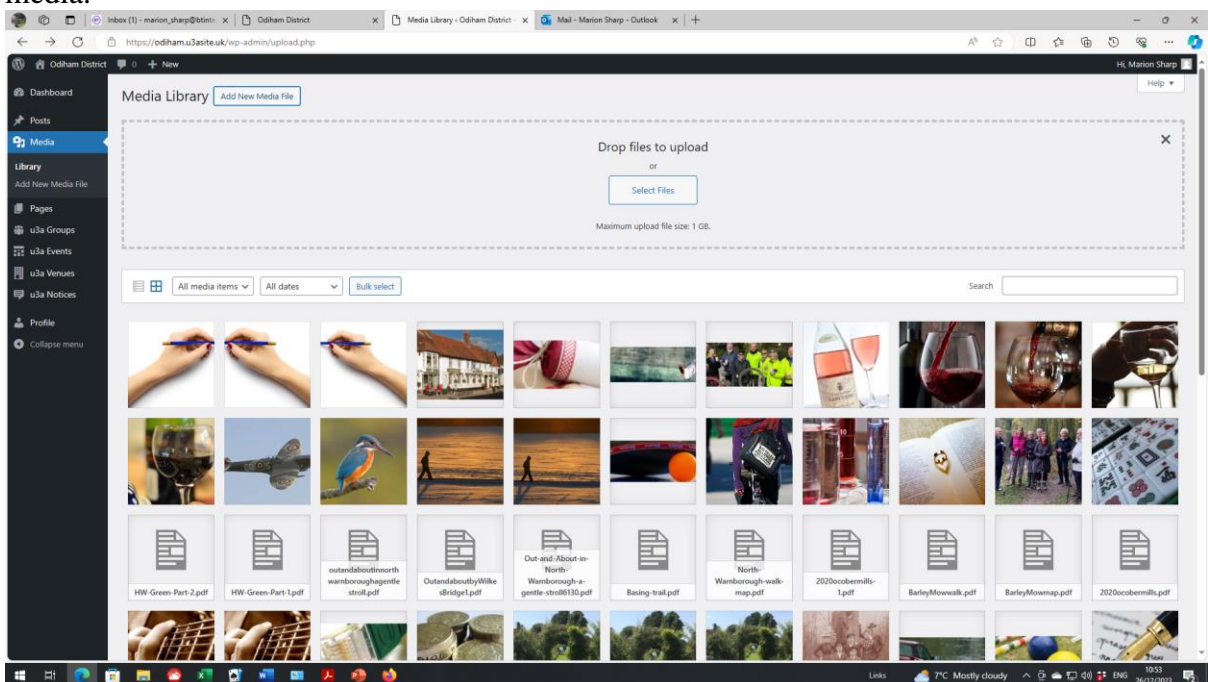 media.
Inbox (1) - marion_sharp@btinte
Odiham District
Media Library ‹ Odiham District -
Mail - Marion Sharp - Outlook
https://odiham.u3asite.uk/wp-admin/upload.php
Odiham District 0 + New
Hi, Marion Sharp
Help
Dashboard
Posts
Media
Library
Add New Media File
Pages
u3a Groups
u3a Events
u3a Venues
u3a Notices
Profile
Collapse menu
Media Library Add New Media File
Drop files to upload
or
Select Files
Maximum upload file size: 1 GB.
All media items
All dates
Bulk select
Search
HW-Green-Part-2.pdf
HW-Green-Part-1.pdf
outandaboutinnorth
warnboroughagentle
stroll.pdf
OutandaboutbyWilke
sBridge1.pdf
Out-and-About-in-
North-
Warnborough-a-
gentle-stroll6130.pdf
Basing-trail.pdf
North-
Warnborough-walk-
map.pdf
2020ocobermills-
1.pdf
BarleyMowwalk.pdf
BarleyMowmap.pdf
2020ocobermills.pdf
Links
7°C Mostly cloudy
ENG
10:53
26/12/2023